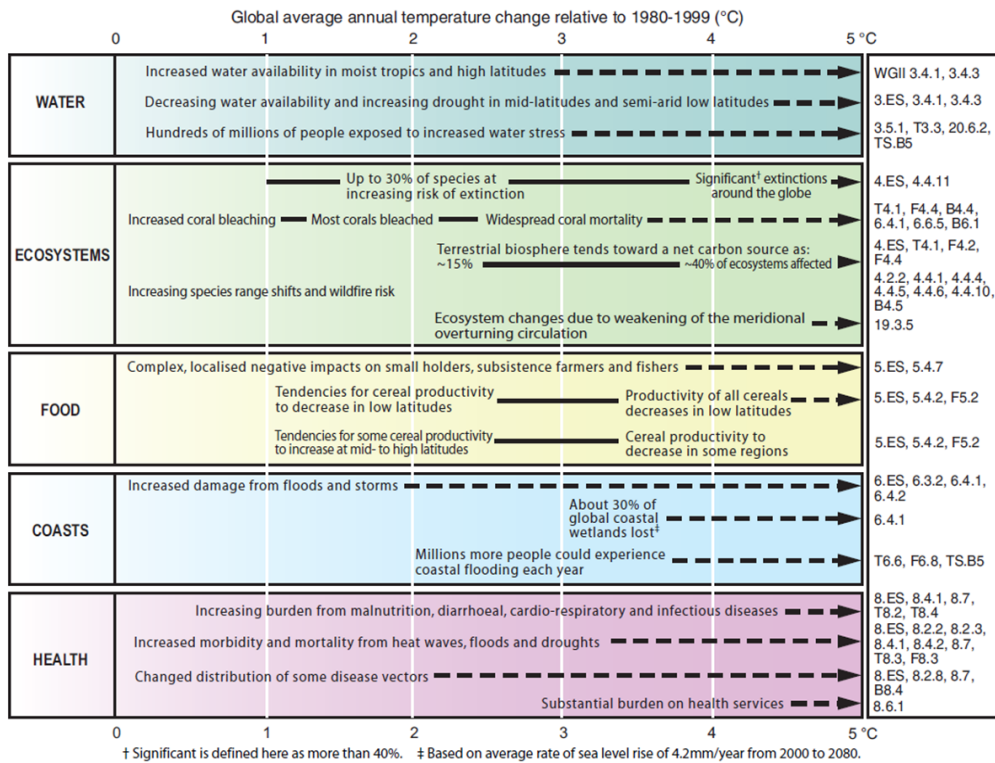 Global average annual temperature change relative to 1980-1999 (°C)
0 1 2 3 4 5 °C
WATER
Increased water availability in moist tropics and high latitudes
WGII 3.4.1, 3.4.3
Decreasing water availability and increasing drought in mid-latitudes and semi-arid low latitudes
3.ES, 3.4.1, 3.4.3
Hundreds of millions of people exposed to increased water stress
3.5.1, T3.3, 20.6.2,
TS.B5
ECOSYSTEMS
Up to 30% of species at
increasing risk of extinction
Significant† extinctions
around the globe
4.ES, 4.4.11
Increased coral bleaching
Most corals bleached
Widespread coral mortality
T4.1, F4.4, B4.4,
6.4.1, 6.6.5, B6.1
Terrestrial biosphere tends toward a net carbon source as:
~15%
~40% of ecosystems affected
4.ES, T4.1, F4.2,
F4.4
Increasing species range shifts and wildfire risk
4.2.2, 4.4.1, 4.4.4,
4.4.5, 4.4.6, 4.4.10,
B4.5
Ecosystem changes due to weakening of the meridional
overturning circulation
19.3.5
FOOD
Complex, localised negative impacts on small holders, subsistence farmers and fishers
5.ES, 5.4.7
Tendencies for cereal productivity
to decrease in low latitudes
Productivity of all cereals
decreases in low latitudes
5.ES, 5.4.2, F5.2
Tendencies for some cereal productivity
to increase at mid- to high latitudes
Cereal productivity to
decrease in some regions
5.ES, 5.4.2, F5.2
COASTS
Increased damage from floods and storms
6.ES, 6.3.2, 6.4.1,
6.4.2
About 30% of
global coastal
wetlands lost‡
6.4.1
Millions more people could experience
coastal flooding each year
T6.6, F6.8, TS.B5
HEALTH
Increasing burden from malnutrition, diarrhoeal, cardio-respiratory and infectious diseases
8.ES, 8.4.1, 8.7,
T8.2, T8.4
Increased morbidity and mortality from heat waves, floods and droughts
8.ES, 8.2.2, 8.2.3,
8.4.1, 8.4.2, 8.7,
T8.3, F8.3
Changed distribution of some disease vectors
8.ES, 8.2.8, 8.7,
B8.4
Substantial burden on health services
8.6.1
0 1 2 3 4 5 °C
† Significant is defined here as more than 40%. ‡ Based on average rate of sea level rise of 4.2mm/year from 2000 to 2080.